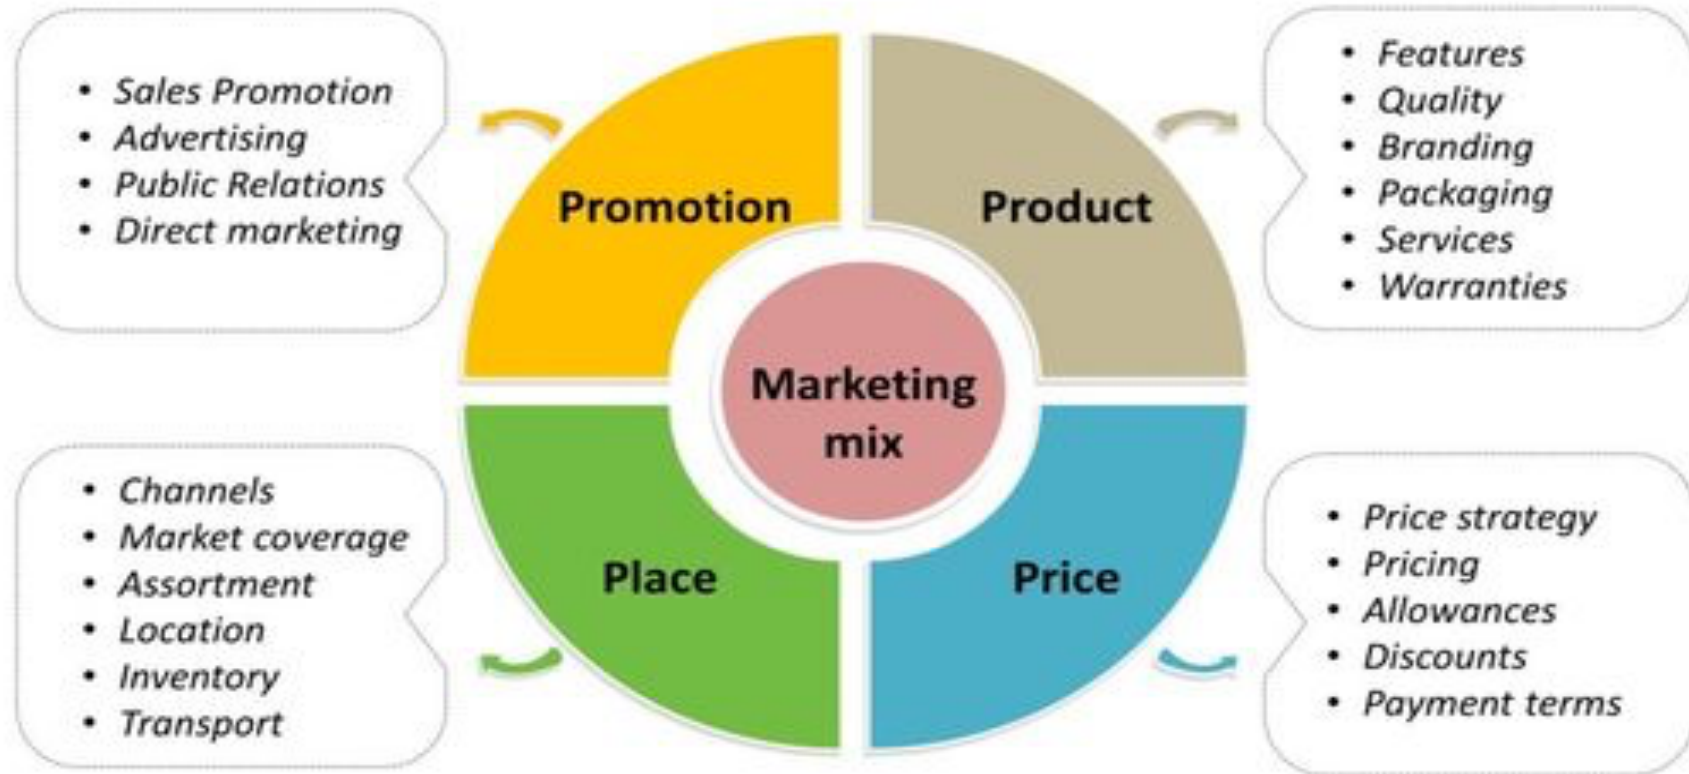 • Sales Promotion
• Advertising
• Public Relations
• Direct marketing
Promotion
Product
• Features
• Quality
• Branding
• Packaging
• Services
• Warranties
Marketing
mix
• Channels
• Market coverage
• Assortment
• Location
• Inventory
• Transport
Place
Price
• Price strategy
• Pricing
• Allowances
• Discounts
• Payment terms